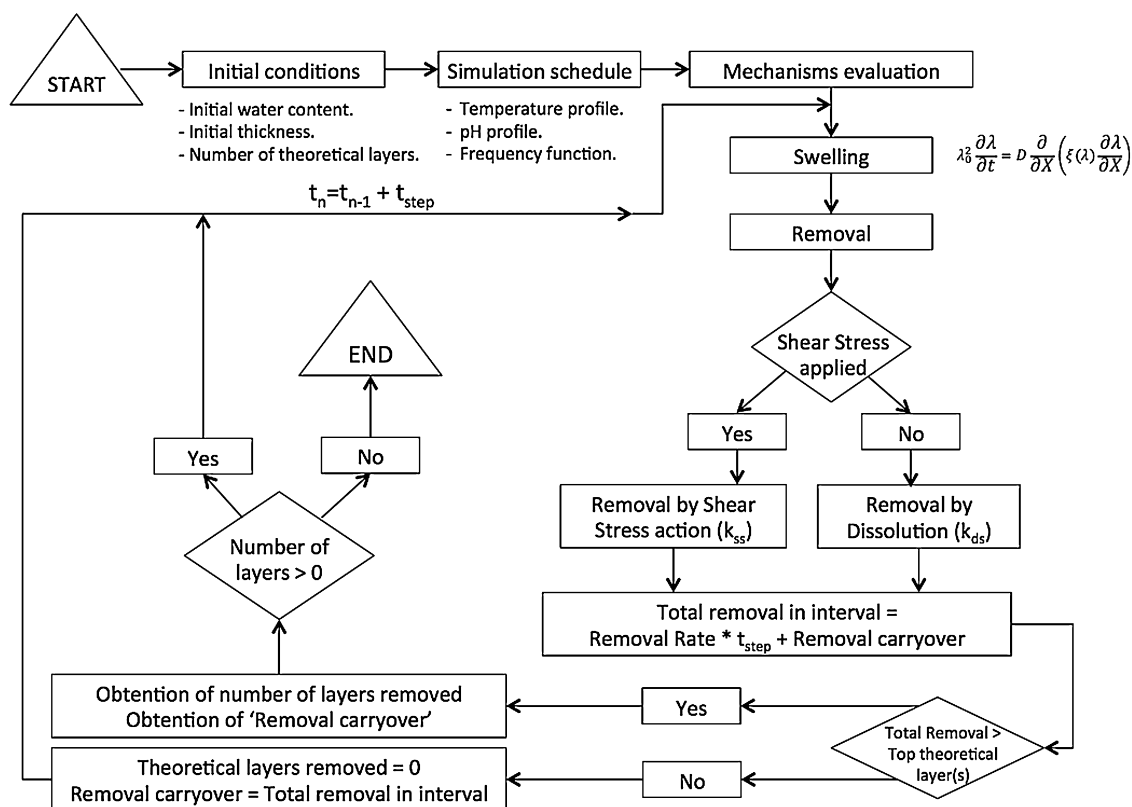 START
Initial conditions
Simulation schedule
Mechanisms evaluation
- Initial water content.
- Initial thickness.
- Number of theoretical layers.
- Temperature profile.
- pH profile.
- Frequency function.
Swelling
λ₀² ∂λ/∂t = D ∂/∂X (ξ(λ) ∂λ/∂X)
tₙ=tₙ₋₁ + t_step
Removal
Shear Stress
applied
Yes
No
Removal by Shear
Stress action (k_ss)
Removal by
Dissolution (k_ds)
Total removal in interval =
Removal Rate * t_step + Removal carryover
Total Removal >
Top theoretical
layer(s)
Yes
No
Obtention of number of layers removed
Obtention of ‘Removal carryover’
Theoretical layers removed = 0
Removal carryover = Total removal in interval
Number of
layers > 0
Yes
No
END